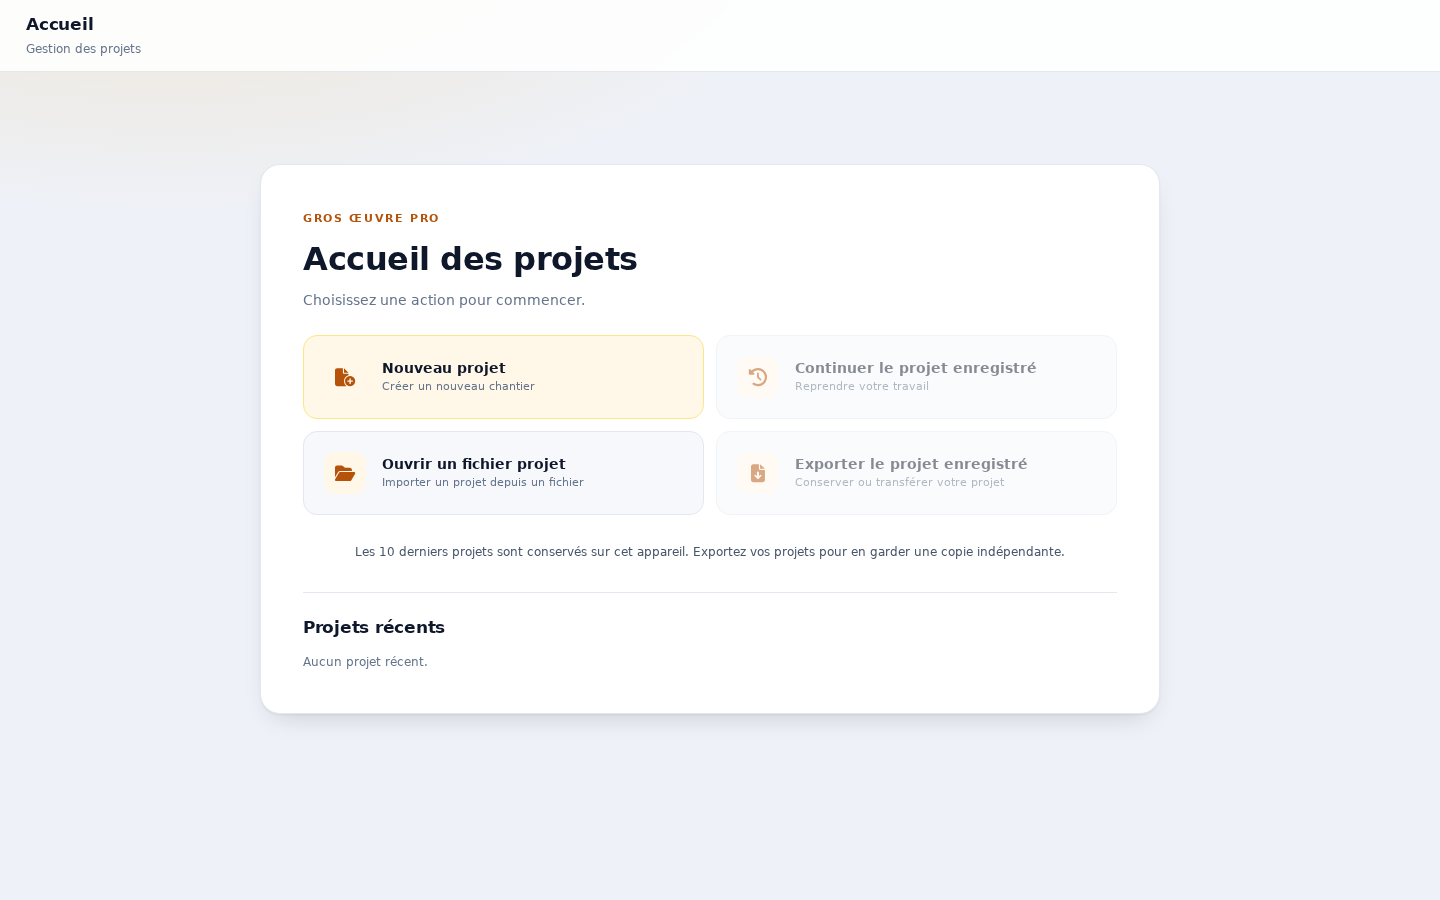 Accueil
Gestion des projets
GROS ŒUVRE PRO
Accueil des projets
Choisissez une action pour commencer.
Nouveau projet
Créer un nouveau chantier
Continuer le projet enregistré
Reprendre votre travail
Ouvrir un fichier projet
Importer un projet depuis un fichier
Exporter le projet enregistré
Conserver ou transférer votre projet
Les 10 derniers projets sont conservés sur cet appareil. Exportez vos projets pour en garder une copie indépendante.
Projets récents
Aucun projet récent.